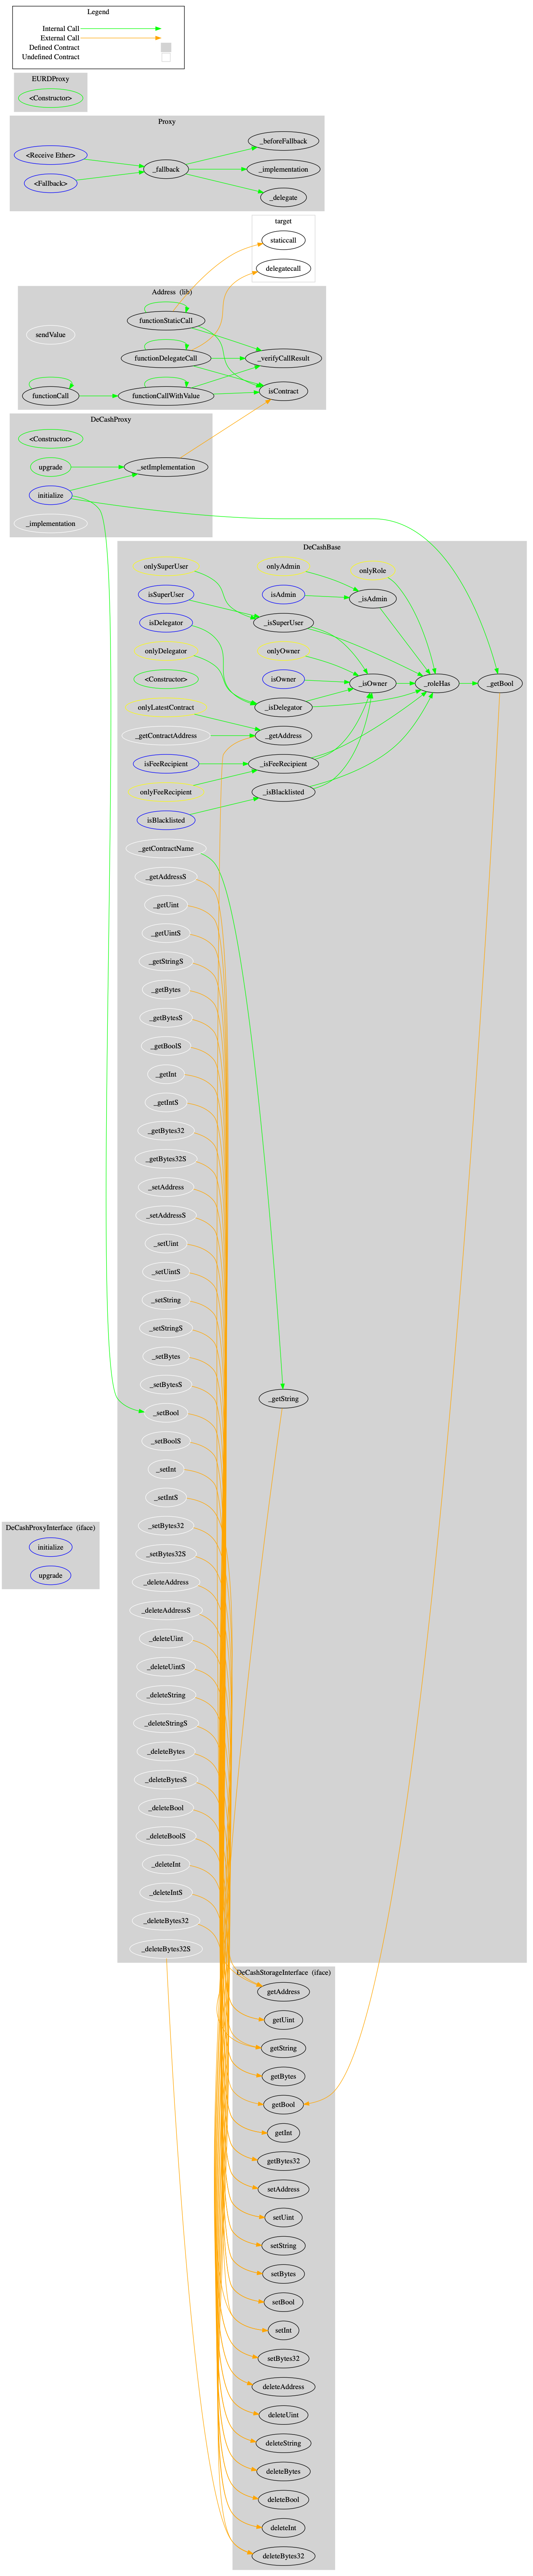 Legend
Internal Call
External Call
Defined Contract
Undefined Contract
EURDProxy
<Constructor>
Proxy
<Receive Ether>
<Fallback>
_fallback
_beforeFallback
_implementation
_delegate
target
staticcall
delegatecall
Address (lib)
sendValue
functionCall
functionStaticCall
functionDelegateCall
functionCallWithValue
_verifyCallResult
isContract
DeCashProxy
<Constructor>
upgrade
initialize
_implementation
_setImplementation
DeCashBase
onlySuperUser
isSuperUser
isDelegator
onlyDelegator
<Constructor>
onlyLatestContract
_getContractAddress
isFeeRecipient
onlyFeeRecipient
isBlacklisted
onlyAdmin
isAdmin
_isSuperUser
onlyOwner
isOwner
_isDelegator
_getAddress
_isFeeRecipient
_isBlacklisted
onlyRole
_isAdmin
_isOwner
_roleHas
_getBool
_getContractName
_getAddressS
_getUint
_getUintS
_getStringS
_getBytes
_getBytesS
_getBoolS
_getInt
_getIntS
_getBytes32
_getBytes32S
_setAddress
_setAddressS
_setUint
_setUintS
_setString
_setStringS
_setBytes
_setBytesS
_setBool
_setBoolS
_setInt
_setIntS
_setBytes32
_setBytes32S
_deleteAddress
_deleteAddressS
_deleteUint
_deleteUintS
_deleteString
_deleteStringS
_deleteBytes
_deleteBytesS
_deleteBool
_deleteBoolS
_deleteInt
_deleteIntS
_deleteBytes32
_deleteBytes32S
_getString
DeCashProxyInterface (iface)
initialize
upgrade
DeCashStorageInterface (iface)
getAddress
getUint
getString
getBytes
getBool
getInt
getBytes32
setAddress
setUint
setString
setBytes
setBool
setInt
setBytes32
deleteAddress
deleteUint
deleteString
deleteBytes
deleteBool
deleteInt
deleteBytes32